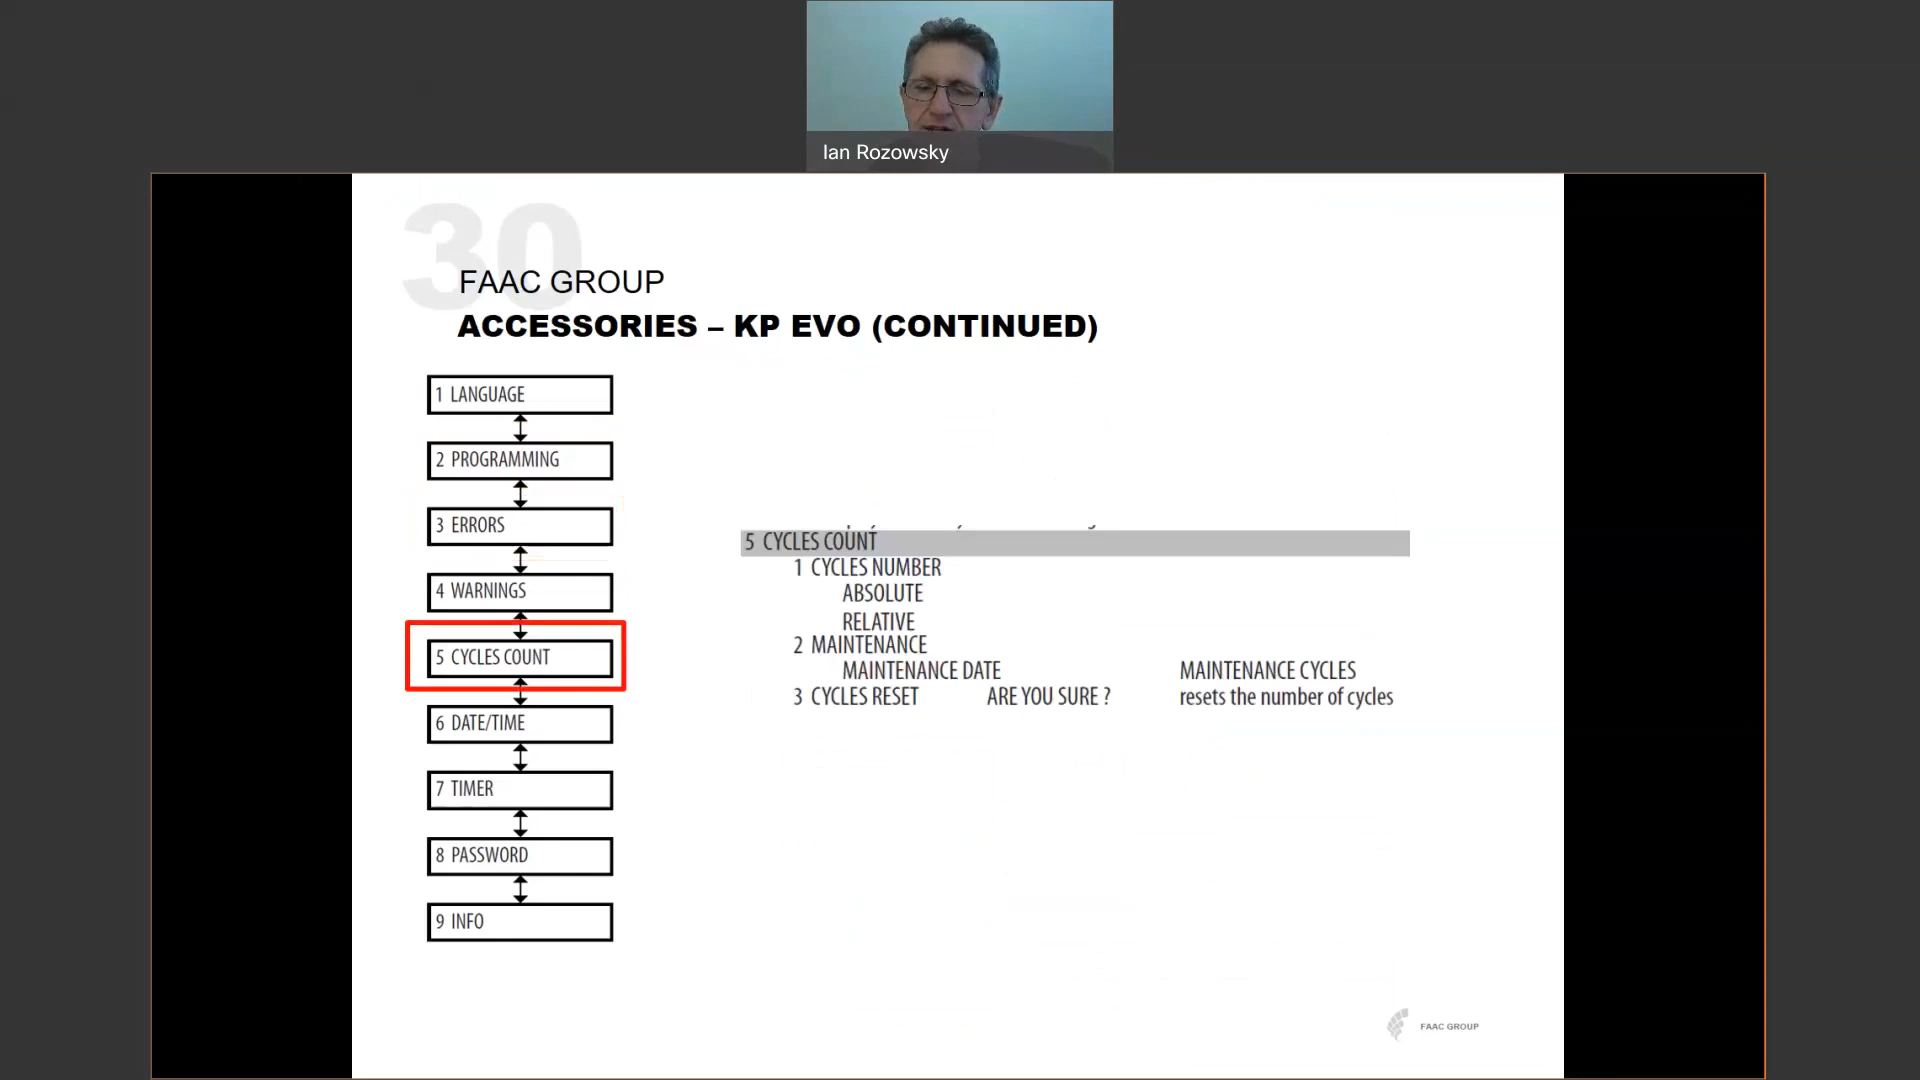 Ian Rozowsky
30
FAAC GROUP
ACCESSORIES – KP EVO (CONTINUED)
1 LANGUAGE
2 PROGRAMMING
3 ERRORS
4 WARNINGS
5 CYCLES COUNT
6 DATE/TIME
7 TIMER
8 PASSWORD
9 INFO
5 CYCLES COUNT
1 CYCLES NUMBER
ABSOLUTE
RELATIVE
2 MAINTENANCE
MAINTENANCE DATE MAINTENANCE CYCLES
3 CYCLES RESET ARE YOU SURE ? resets the number of cycles
FAAC GROUP